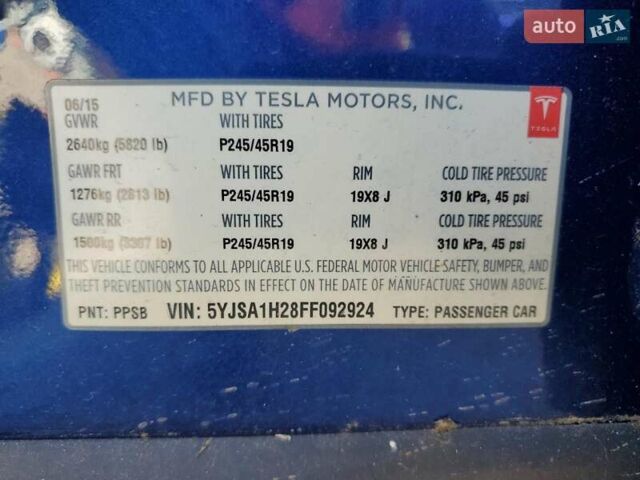 auto RIA .com
06/15 MFD BY TESLA MOTORS, INC.
TESLA
GVWR WITH TIRES
2640kg (5820 lb) P245/45R19
GAWR FRT WITH TIRES RIM COLD TIRE PRESSURE
1276kg (2813 lb) P245/45R19 19X8 J 310 kPa, 45 psi
GAWR RR WITH TIRES RIM COLD TIRE PRESSURE
P245/45R19 19X8 J 310 kPa, 45 psi
THIS VEHICLE CONFORMS TO ALL APPLICABLE U.S. FEDERAL MOTOR VEHICLE SAFETY, BUMPER, AND
THEFT PREVENTION STANDARDS IN EFFECT ON THE DATE OF MANUFACTURE SHOWN ABOVE.
PNT: PPSB VIN: 5YJSA1H28FF092924 TYPE: PASSENGER CAR